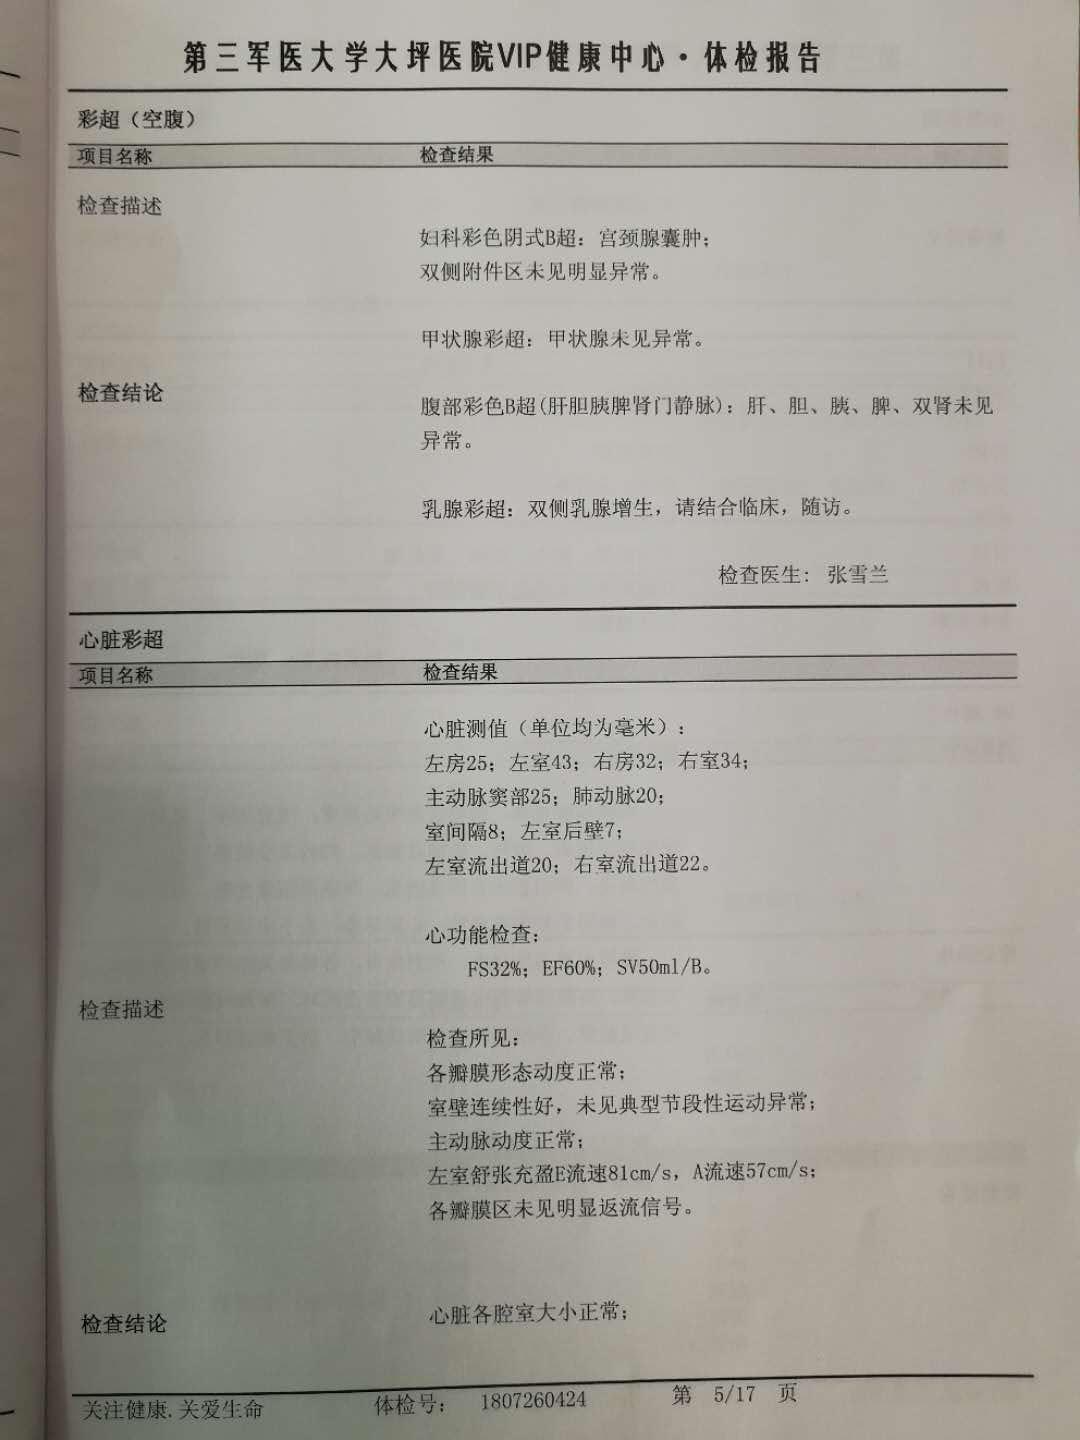 第三军医大学大坪医院VIP健康中心·体检报告
彩超（空腹）
项目名称 检查结果
检查描述
妇科彩色阴式B超：宫颈腺囊肿；
双侧附件区未见明显异常。
甲状腺彩超：甲状腺未见异常。
检查结论
腹部彩色B超(肝胆胰脾肾门静脉)：肝、胆、胰、脾、双肾未见
异常。
乳腺彩超：双侧乳腺增生，请结合临床，随访。
检查医生： 张雪兰
心脏彩超
项目名称 检查结果
心脏测值（单位均为毫米）：
左房25；左室43；右房32；右室34；
主动脉窦部25；肺动脉20；
室间隔8；左室后壁7；
左室流出道20；右室流出道22。
心功能检查：
FS32%；EF60%；SV50ml/B。
检查描述
检查所见：
各瓣膜形态动度正常；
室壁连续性好，未见典型节段性运动异常；
主动脉动度正常；
左室舒张充盈E流速81cm/s，A流速57cm/s；
各瓣膜区未见明显返流信号。
检查结论 心脏各腔室大小正常；
关注健康.关爱生命 体检号： 1807260424 第 5/17 页